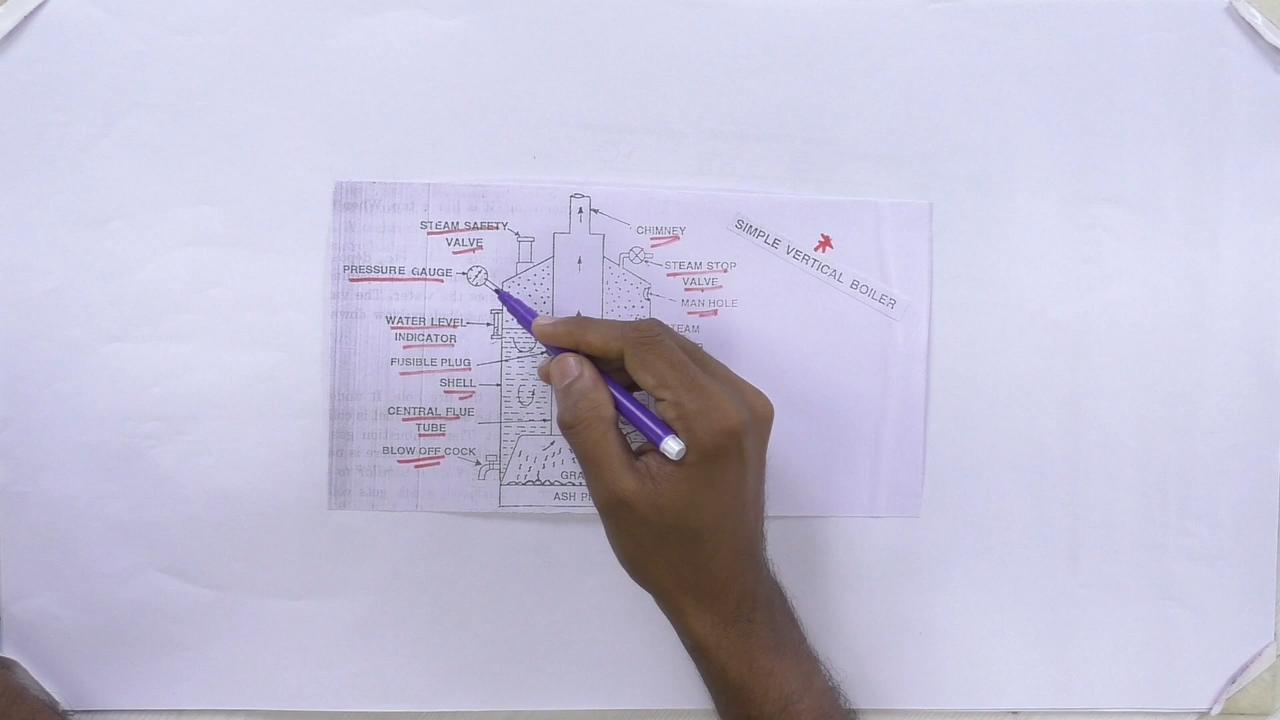 STEAM SAFETY
VALVE
PRESSURE GAUGE
WATER LEVEL
INDICATOR
FUSIBLE PLUG
SHELL
CENTRAL FLUE
TUBE
BLOW OFF COCK
CHIMNEY
STEAM STOP
VALVE
MAN HOLE
SIMPLE VERTICAL BOILER